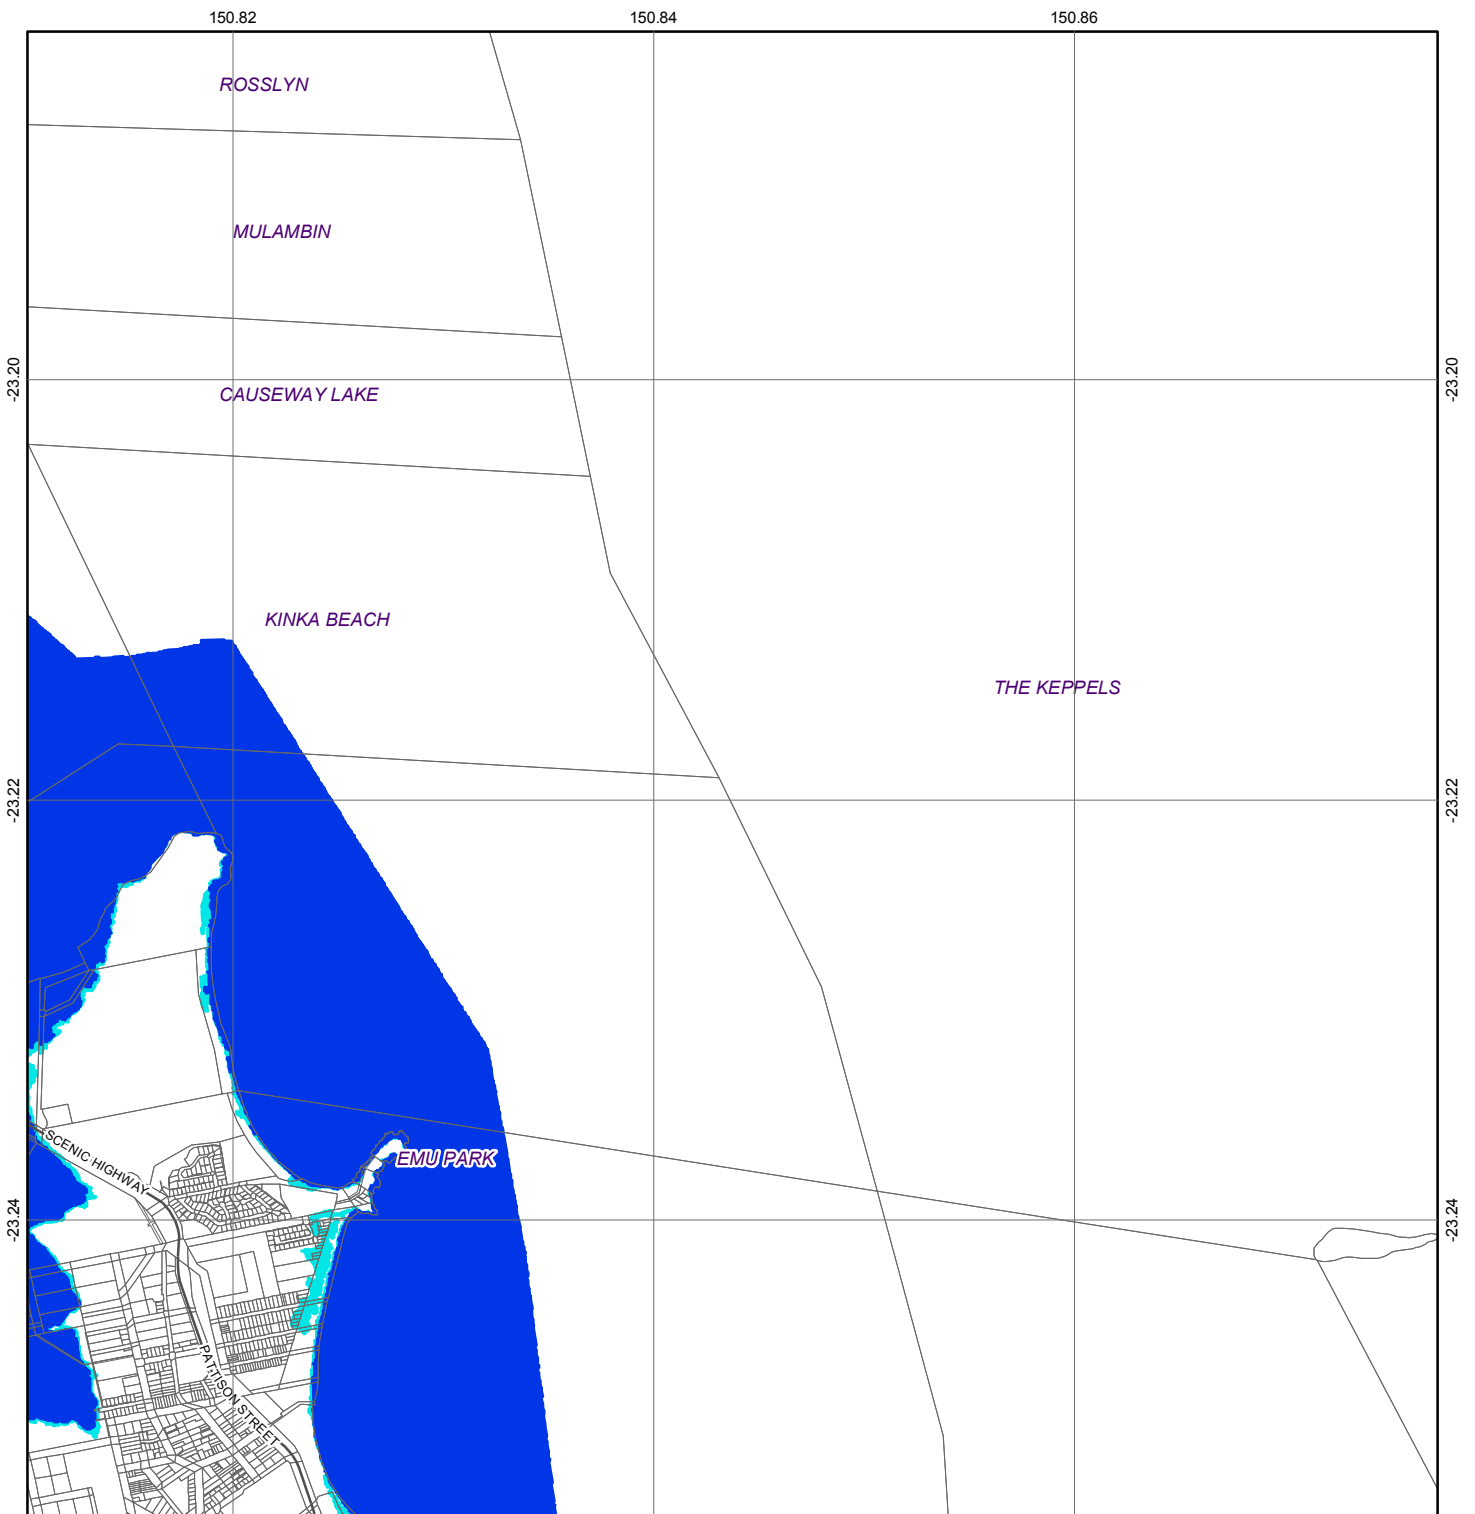 150.82 150.84 150.86
ROSSLYN
MULAMBIN
-23.20 -23.20
CAUSEWAY LAKE
KINKA BEACH
THE KEPPELS
-23.22 -23.22
SCENIC HIGHWAY
EMU PARK
-23.24 -23.24
PATTISON STREET